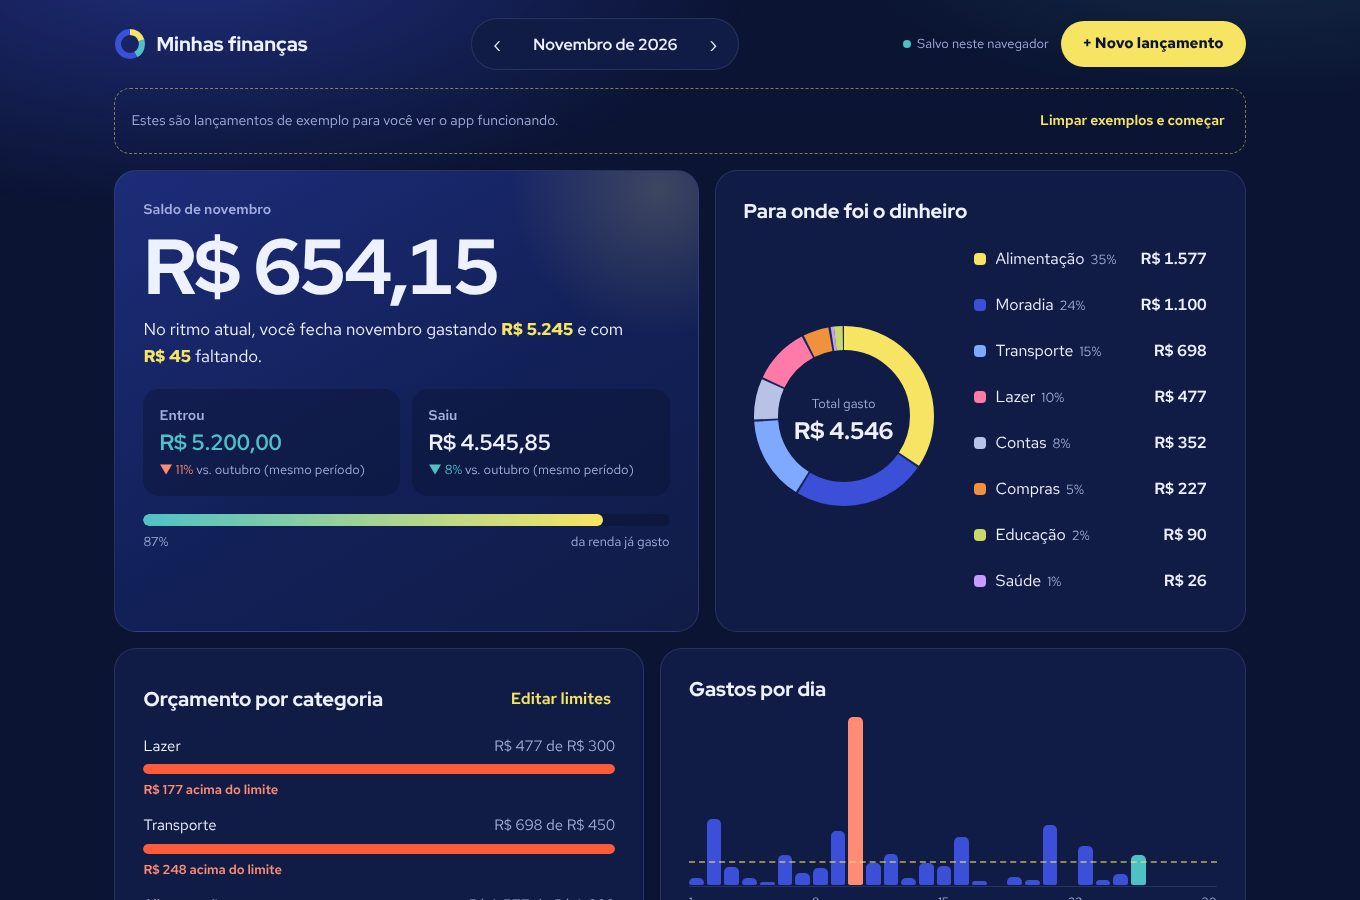 Minhas finanças
‹ Novembro de 2026 ›
Salvo neste navegador
+ Novo lançamento
Estes são lançamentos de exemplo para você ver o app funcionando.
Limpar exemplos e começar
Saldo de novembro
R$ 654,15
No ritmo atual, você fecha novembro gastando R$ 5.245 e com
R$ 45 faltando.
Entrou
R$ 5.200,00
▼ 11% vs. outubro (mesmo período)
Saiu
R$ 4.545,85
▼ 8% vs. outubro (mesmo período)
87%
da renda já gasto
Para onde foi o dinheiro
Total gasto
R$ 4.546
Alimentação 35% R$ 1.577
Moradia 24% R$ 1.100
Transporte 15% R$ 698
Lazer 10% R$ 477
Contas 8% R$ 352
Compras 5% R$ 227
Educação 2% R$ 90
Saúde 1% R$ 26
Orçamento por categoria
Editar limites
Lazer R$ 477 de R$ 300
R$ 177 acima do limite
Transporte R$ 698 de R$ 450
R$ 248 acima do limite
Gastos por dia